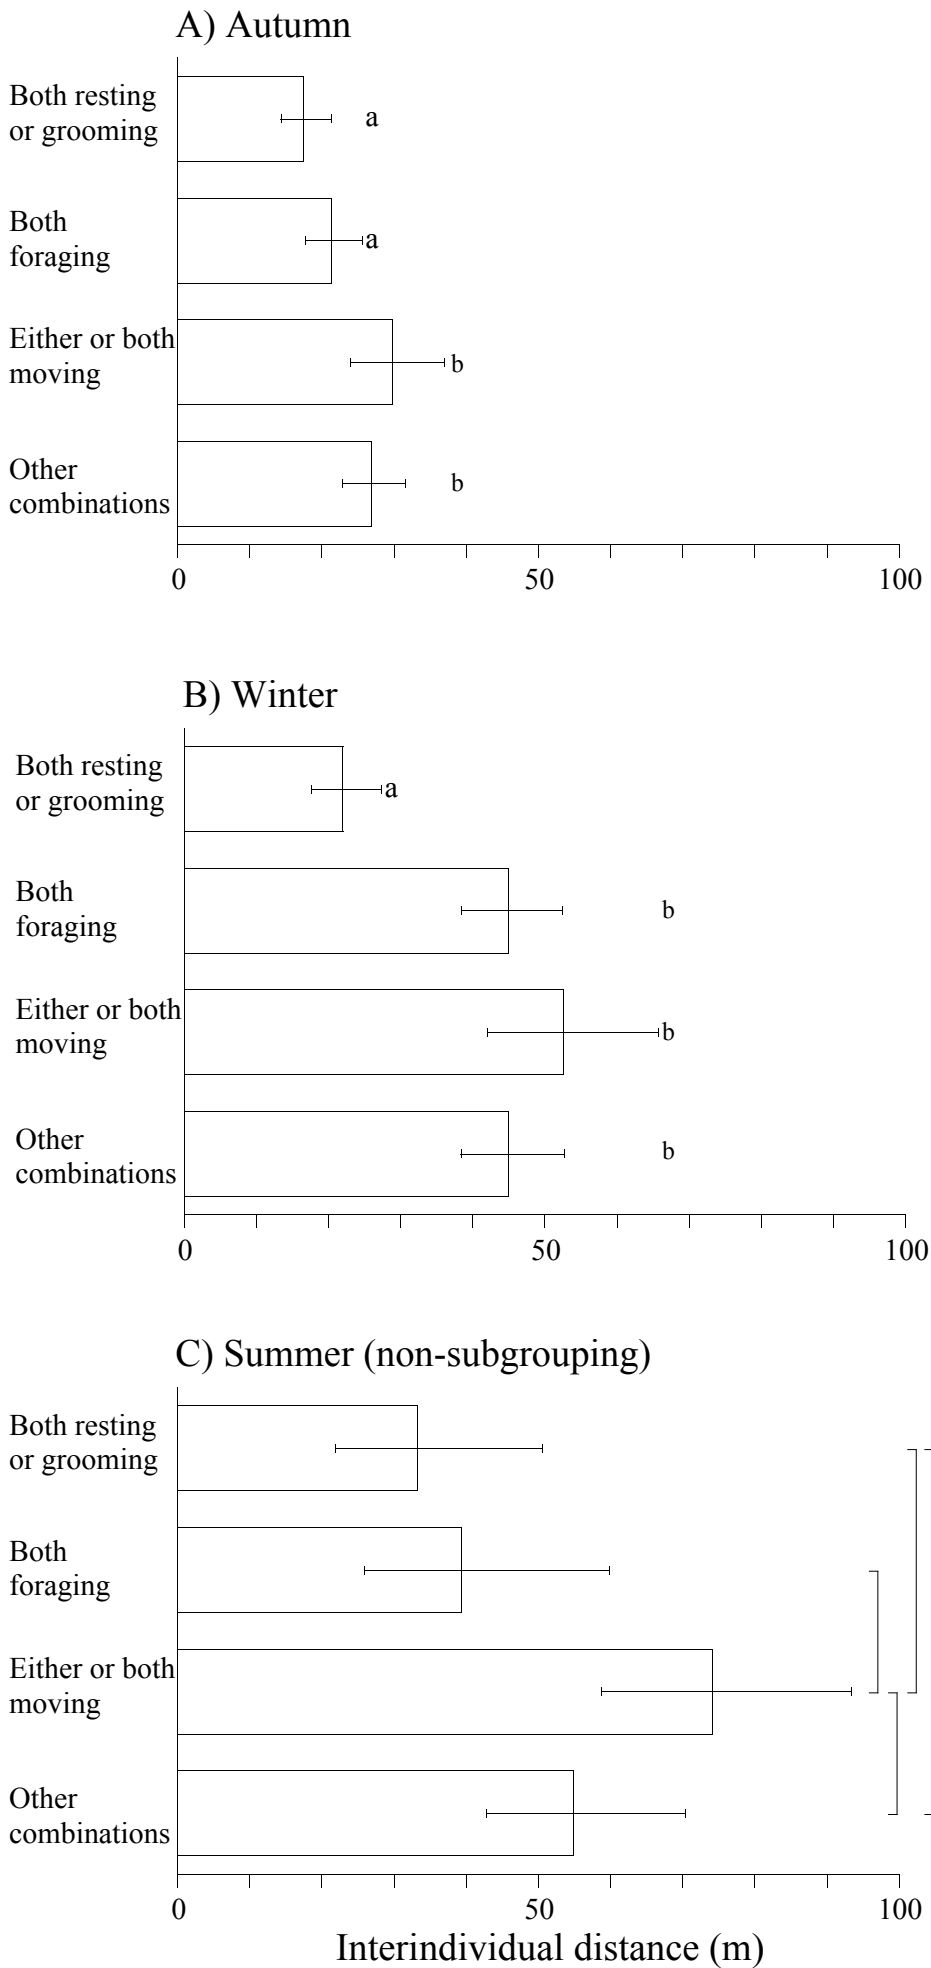 A) Autumn
Both resting
or grooming
a
Both
foraging
a
Either or both
moving
b
Other
combinations
b
0 50 100
B) Winter
Both resting
or grooming
a
Both
foraging
b
Either or both
moving
b
Other
combinations
b
0 50 100
C) Summer (non-subgrouping)
Both resting
or grooming
Both
foraging
Either or both
moving
Other
combinations
0 50 100
Interindividual distance (m)